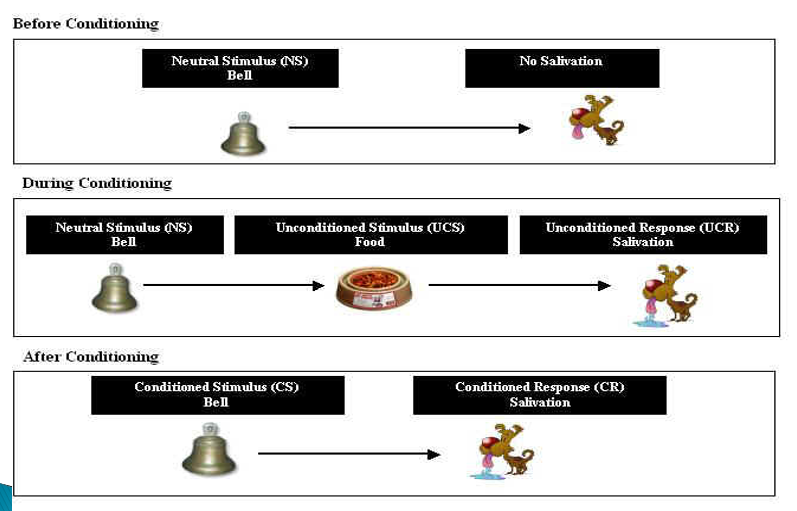 Before Conditioning
Neutral Stimulus (NS)
Bell
No Salivation
During Conditioning
Neutral Stimulus (NS)
Bell
Unconditioned Stimulus (UCS)
Food
Unconditioned Response (UCR)
Salivation
After Conditioning
Conditioned Stimulus (CS)
Bell
Conditioned Response (CR)
Salivation